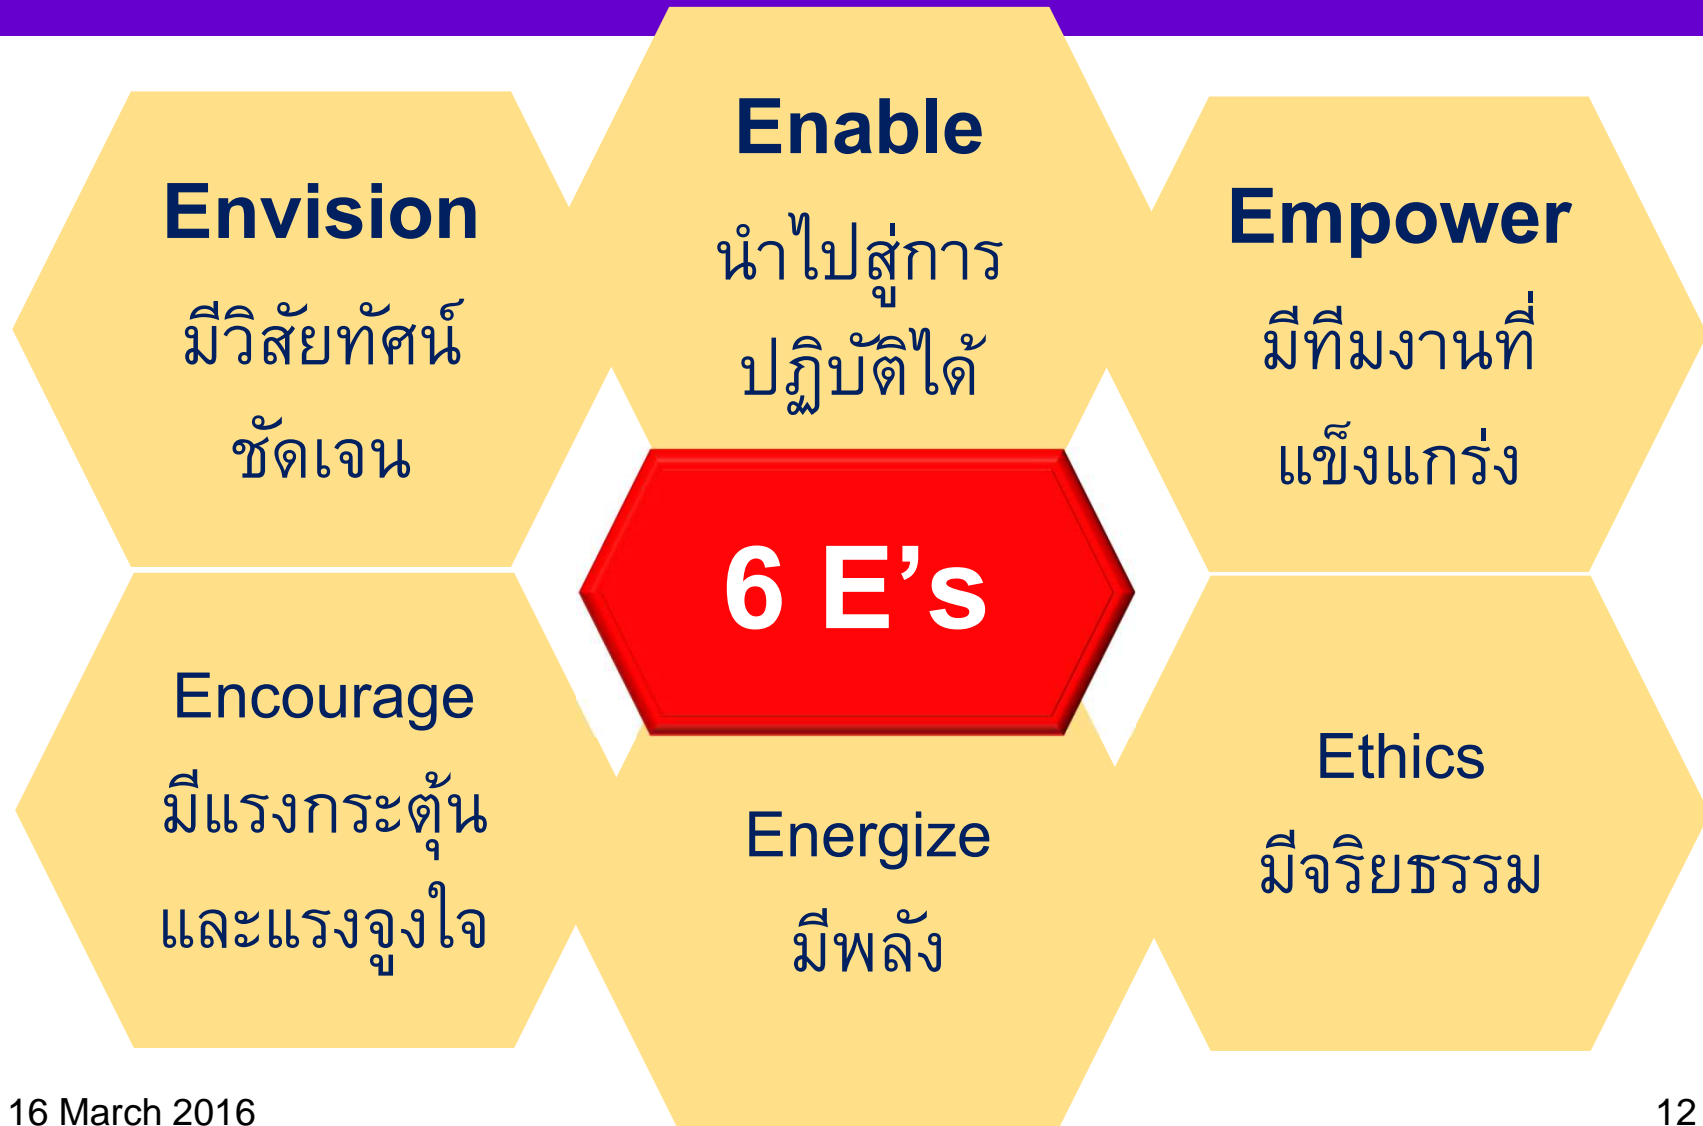 Envision
มีวิสัยทัศน์
ชัดเจน
Enable
นำไปสู่การ
ปฏิบัติได้
Empower
มีทีมงานที่
แข็งแกร่ง
6 E’s
Encourage
มีแรงกระตุ้น
และแรงจูงใจ
Energize
มีพลัง
Ethics
มีจริยธรรม
16 March 2016
12